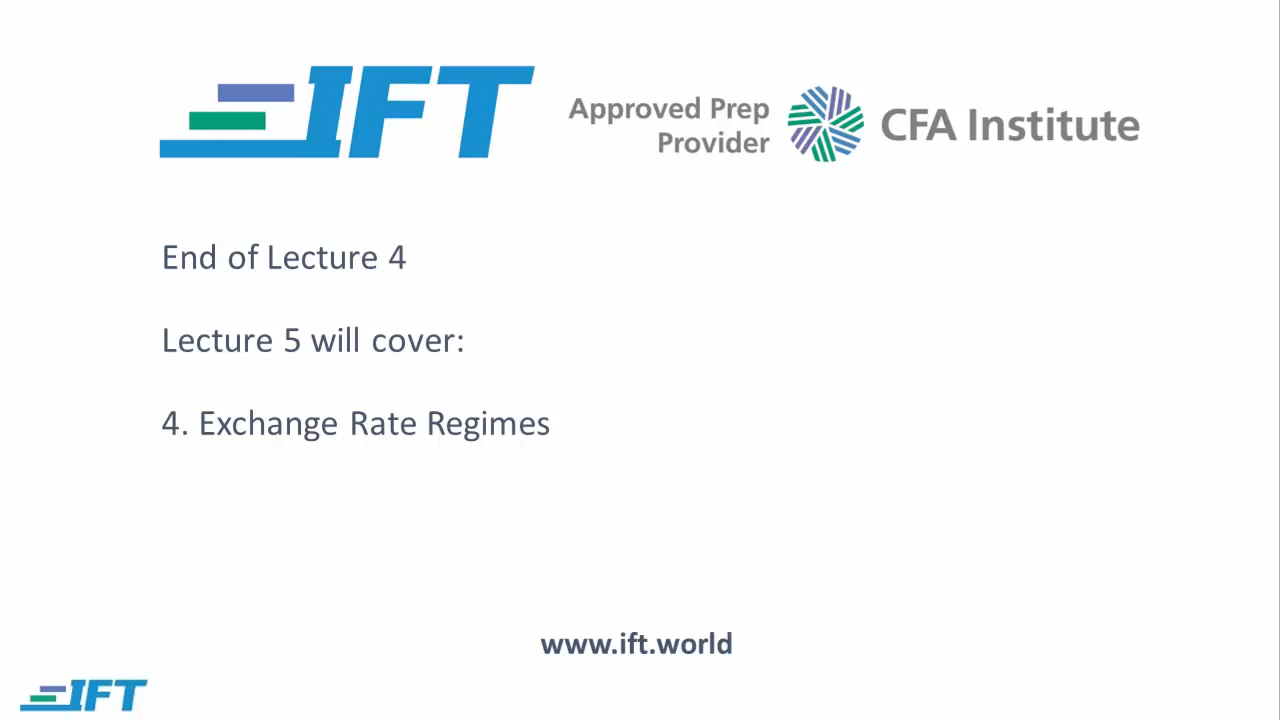 IFT
Approved Prep
Provider
CFA Institute
End of Lecture 4
Lecture 5 will cover:
4. Exchange Rate Regimes
www.ift.world
IFT